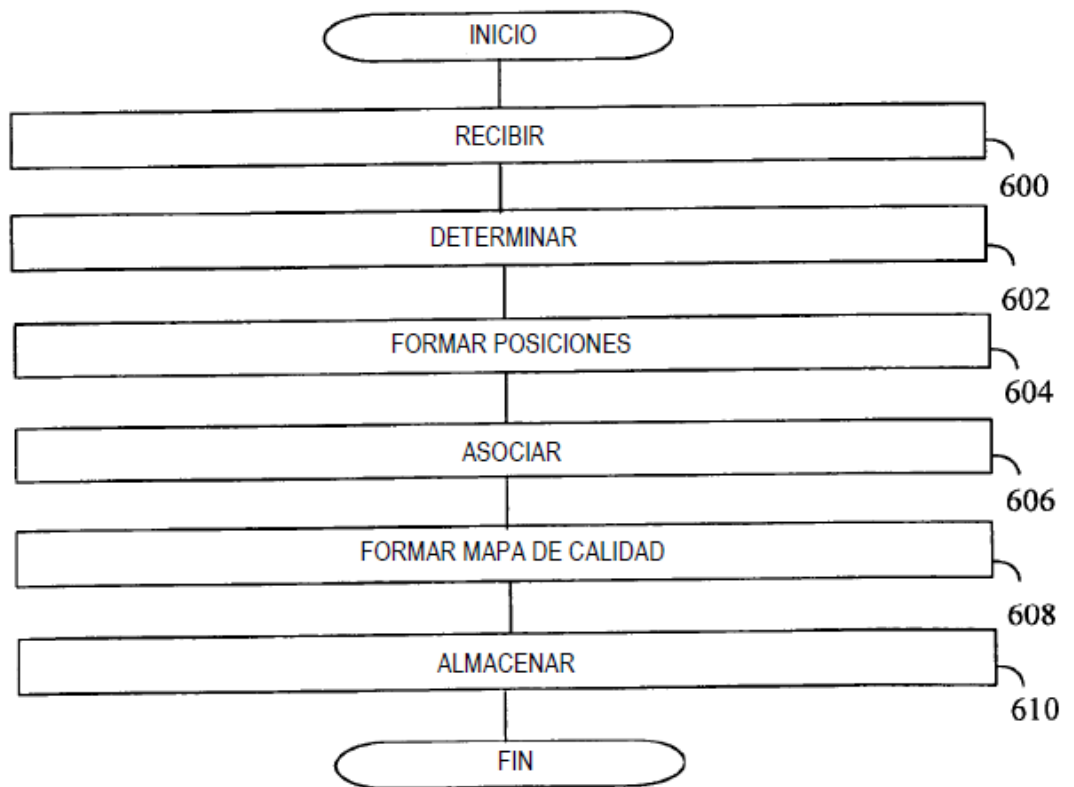 INICIO
RECIBIR
600
DETERMINAR
602
FORMAR POSICIONES
604
ASOCIAR
606
FORMAR MAPA DE CALIDAD
608
ALMACENAR
610
FIN